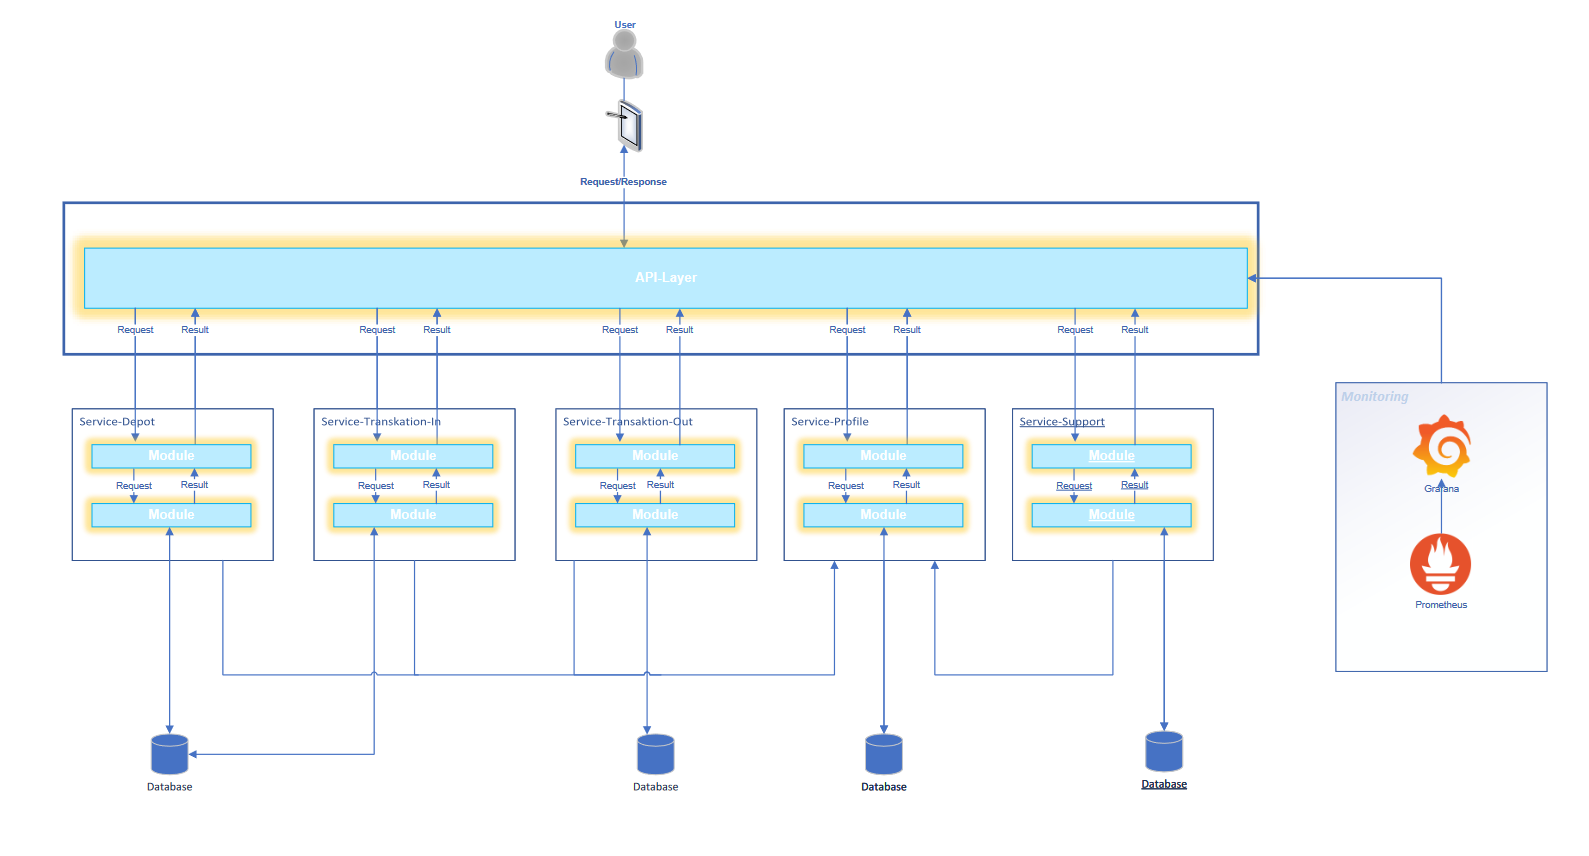 User
Request/Response
API-Layer
Request Result Request Result Request Result Request Result Request Result
Monitoring
Service-Depot Service-Transkation-In Service-Transaktion-Out Service-Profile Service-Support
Module Module Module Module Module
Request Result Request Result Request Result Request Result Request Result
Grafana
Module Module Module Module Module
Prometheus
Database Database Database Database